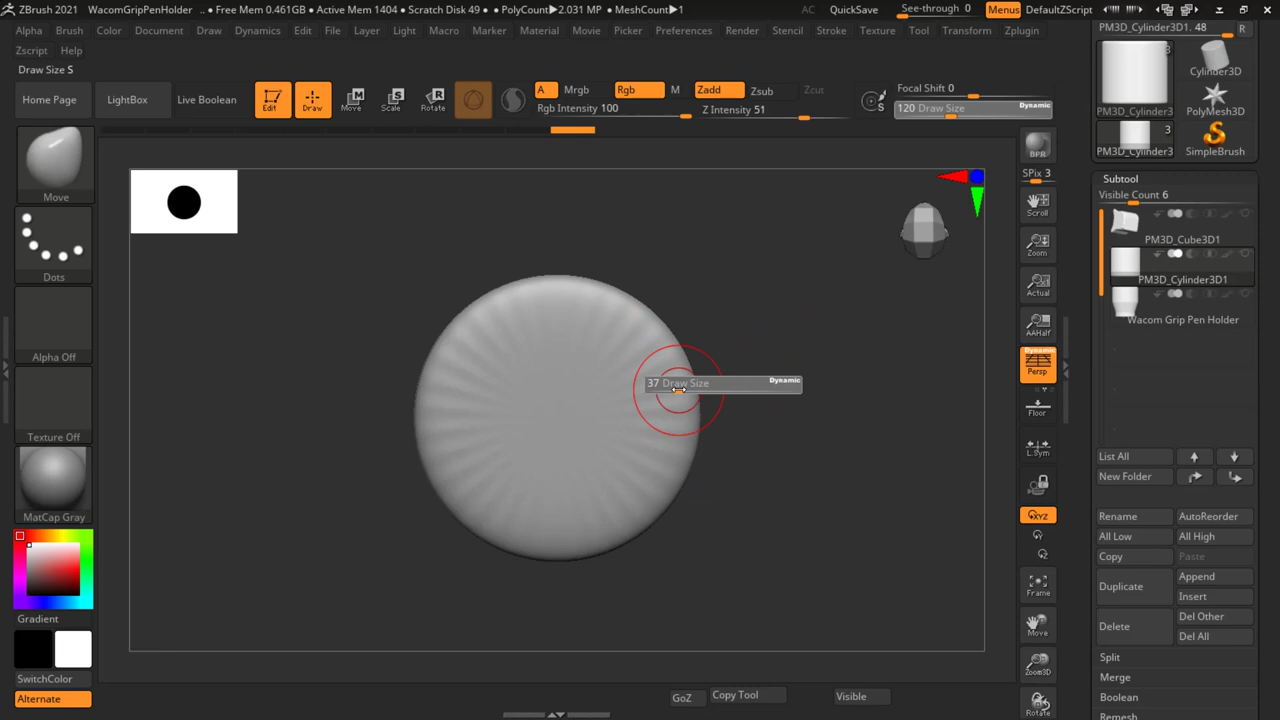 ZBrush 2021 WacomGripPenHolder .. • Free Mem 0.461GB • Active Mem 1404 • Scratch Disk 49 • PolyCount▸2.031 MP • MeshCount▸1 AC QuickSave See-through 0 Menus DefaultZScript
Alpha Brush Color Document Draw Dynamics Edit File Layer Light Macro Marker Material Movie Picker Preferences Render Stencil Stroke Texture Tool Transform Zplugin
Zscript Help
Draw Size S
Home Page LightBox Live Boolean Edit Draw Move Scale Rotate
A Mrgb Rgb M Zadd Zsub Zcut
Rgb Intensity 100 Z Intensity 51
S
Focal Shift 0
120 Draw Size Dynamic
Move
Dots
Alpha Off
Texture Off
MatCap Gray
Gradient
SwitchColor
Alternate
37 Draw Size Dynamic
GoZ Copy Tool Visible
BPR
SPix 3
Scroll
Zoom
Actual
AAHalf
Dynamic
Persp
Floor
L.Sym
XYZ
Frame
Move
Zoom3D
Rotate
PM3D_Cylinder3D1. 48 R
3
PM3D_Cylinder3D1
Cylinder3D
PolyMesh3D
3
PM3D_Cylinder3
SimpleBrush
Subtool
Visible Count 6
PM3D_Cube3D1
PM3D_Cylinder3D1
Wacom Grip Pen Holder
List All
New Folder
Rename AutoReorder
All Low All High
Copy Paste
Duplicate Append
Insert
Delete Del Other
Del All
Split
Merge
Boolean
Remesh